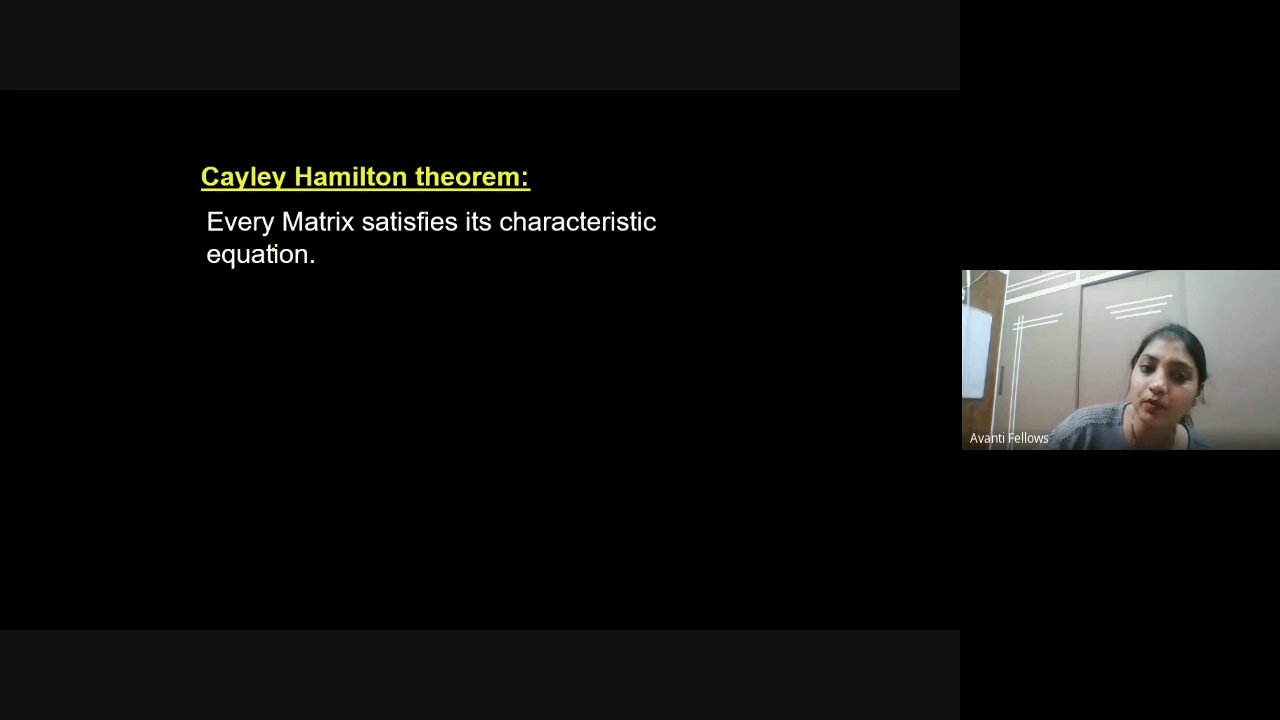 Cayley Hamilton theorem:
Every Matrix satisfies its characteristic
equation.
Avanti Fellows